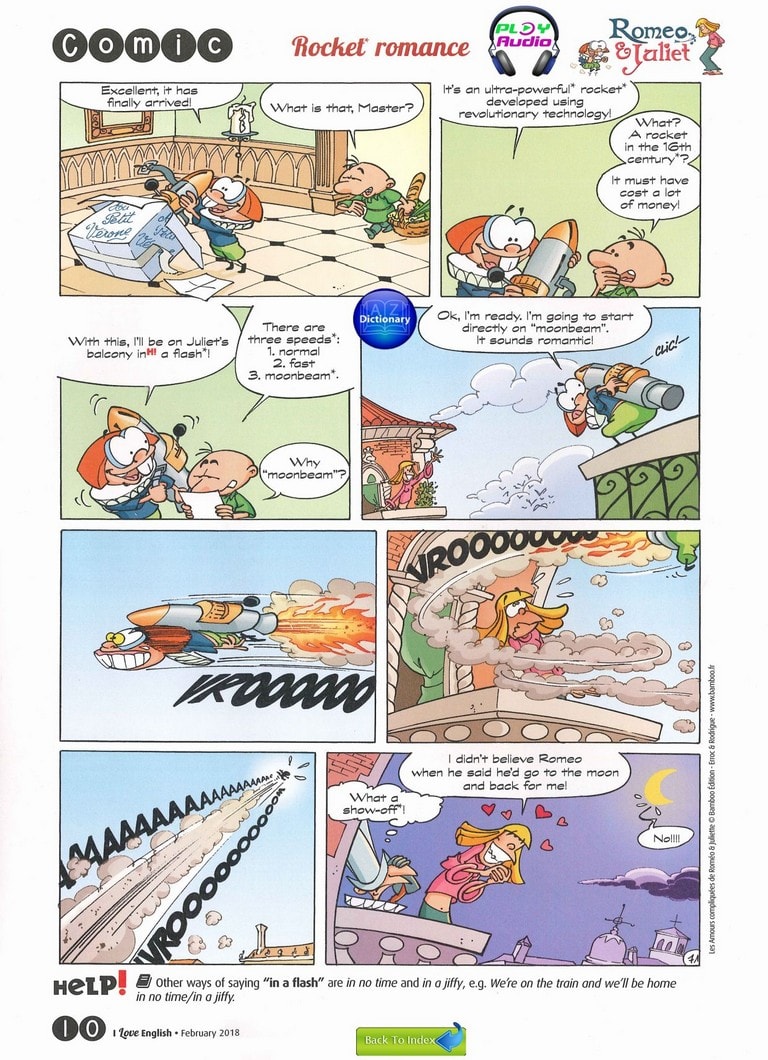 Comic
Rocket* romance
PLAY
Audio
Romeo
& Juliet
Excellent, it has
finally arrived!
What is that, Master?
Au
Petit
Vérone
It's an ultra-powerful* rocket*
developed using
revolutionary technology!
What?
A rocket
in the 16th
century*?
It must have
cost a lot
of money!
With this, I'll be on Juliet's
balcony in H! a flash*!
There are
three speeds*:
1. normal
2. fast
3. moonbeam*.
Why
"moonbeam"?
A-Z
Dictionary
Ok, I'm ready. I'm going to start
directly on "moonbeam".
It sounds romantic!
CLIC!
VROOOOOO
VROOOOOOOO
AAAAAAAAAAAAAAAAAA
VROOOOOOOOOOOOO
What a
show-off*!
I didn't believe Romeo
when he said he'd go to the moon
and back for me!
No!!!!
71
Les Amours compliquées de Roméo & Juliette © Bamboo Édition - Erroc & Rodrigue - www.bamboo.fr
HELP! Other ways of saying "in a flash" are in no time and in a jiffy, e.g. We're on the train and we'll be home
in no time/in a jiffy.
10 I Love English • February 2018
Back To Index